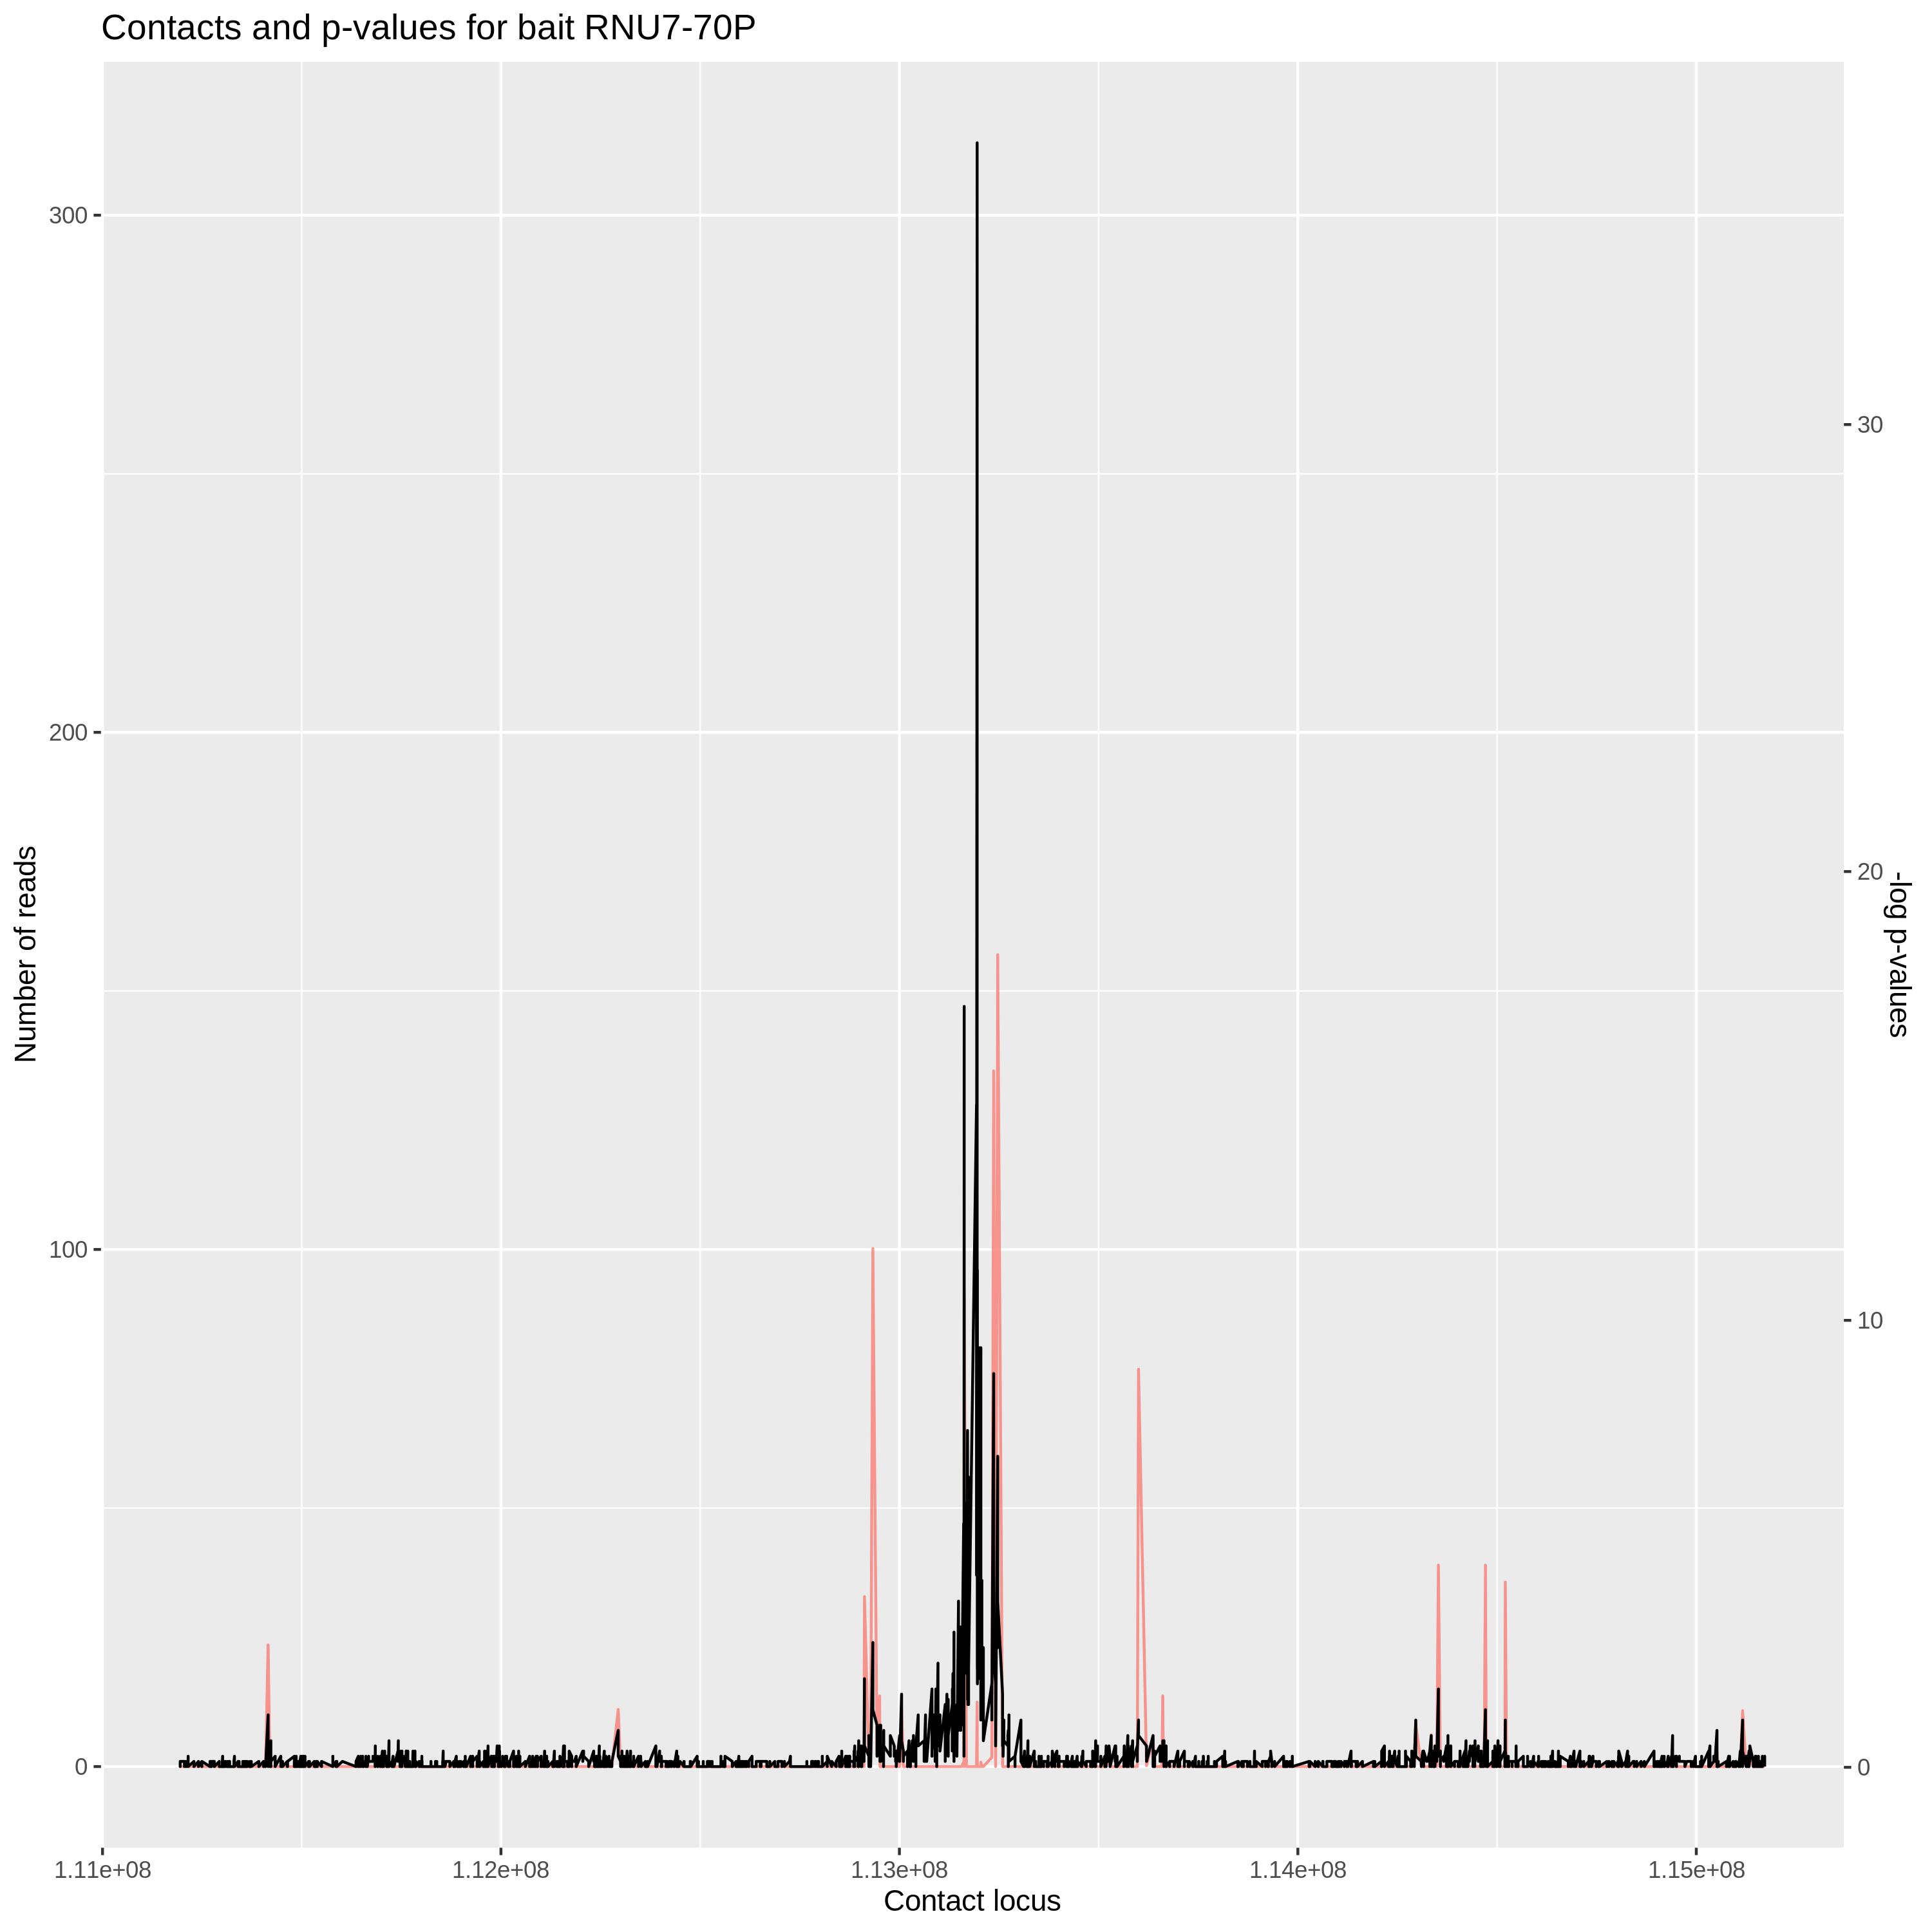 Contacts and p-values for bait RNU7-70P
Number of reads
300
200
100
0
-log p-values
30
20
10
0
1.11e+08
1.12e+08
1.13e+08
1.14e+08
1.15e+08
Contact locus